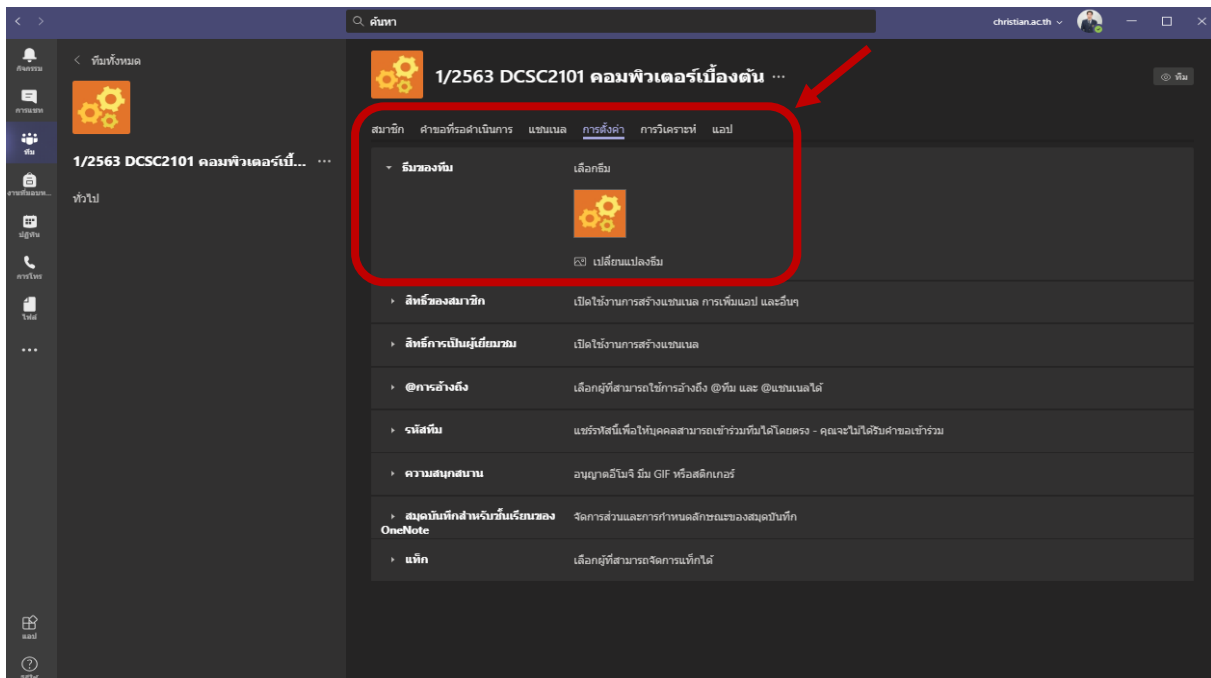 ค้นหา
christian.ac.th
กิจกรรม
การแชท
ทีม
งานที่มอบห...
ปฏิทิน
การโทร
ไฟล์
แอป
ทีมทั้งหมด
1/2563 DCSC2101 คอมพิวเตอร์เบื้...
ทั่วไป
1/2563 DCSC2101 คอมพิวเตอร์เบื้องต้น
ทีม
สมาชิก คำขอที่รอดำเนินการ แชนเนล การตั้งค่า การวิเคราะห์ แอป
ธีมของทีม เลือกธีม
เปลี่ยนแปลงธีม
สิทธิ์ของสมาชิก เปิดใช้งานการสร้างแชนเนล การเพิ่มแอป และอื่นๆ
สิทธิ์การเป็นผู้เยี่ยมชม เปิดใช้งานการสร้างแชนเนล
@การอ้างถึง เลือกผู้ที่สามารถใช้การอ้างถึง @ทีม และ @แชนเนลได้
รหัสทีม แชร์รหัสนี้เพื่อให้บุคคลสามารถเข้าร่วมทีมได้โดยตรง - คุณจะไม่ได้รับคำขอเข้าร่วม
ความสนุกสนาน อนุญาตอีโมจิ มีม GIF หรือสติกเกอร์
สมุดบันทึกสำหรับชั้นเรียนของ จัดการส่วนและการกำหนดลักษณะของสมุดบันทึก
OneNote
แท็ก เลือกผู้ที่สามารถจัดการแท็กได้